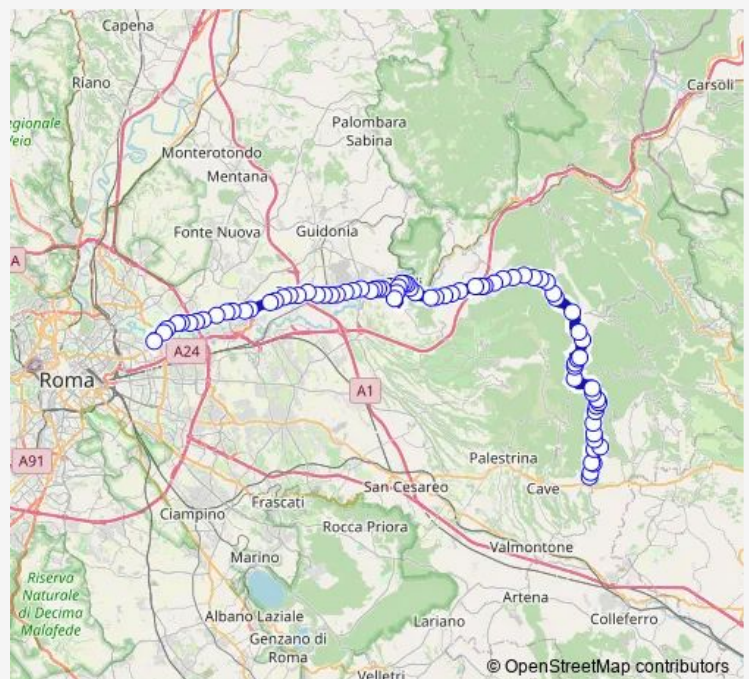 Capena
Riano
Carsoli
egionale
Veio
Palombara
Sabina
Monterotondo
Mentana
Fonte Nuova
Guidonia
A
A24
Roma
A1
A91
Palestrina
San Cesareo
Cave
Ciampino
Frascati
Rocca Priora
Valmontone
Marino
Riserva
Naturale
di Decima
Malafede
Artena
Albano Laziale
Lariano
Colleferro
Genzano di
Roma
Velletri
© OpenStreetMap contributors